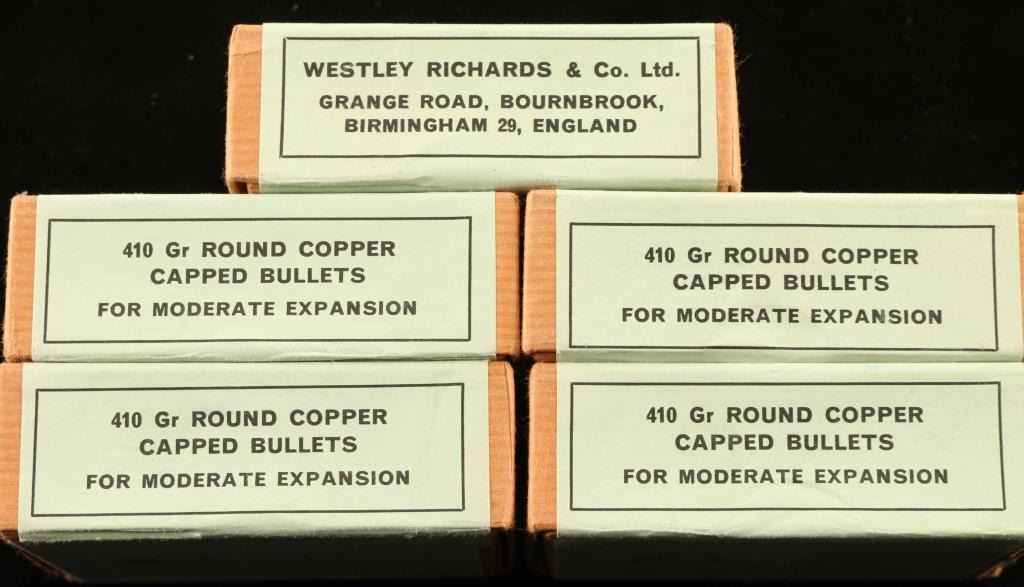 WESTLEY RICHARDS & Co. Ltd.
GRANGE ROAD, BOURNBROOK,
BIRMINGHAM 29, ENGLAND
410 Gr ROUND COPPER
CAPPED BULLETS
FOR MODERATE EXPANSION
410 Gr ROUND COPPER
CAPPED BULLETS
FOR MODERATE EXPANSION
410 Gr ROUND COPPER
CAPPED BULLETS
FOR MODERATE EXPANSION
410 Gr ROUND COPPER
CAPPED BULLETS
FOR MODERATE EXPANSION